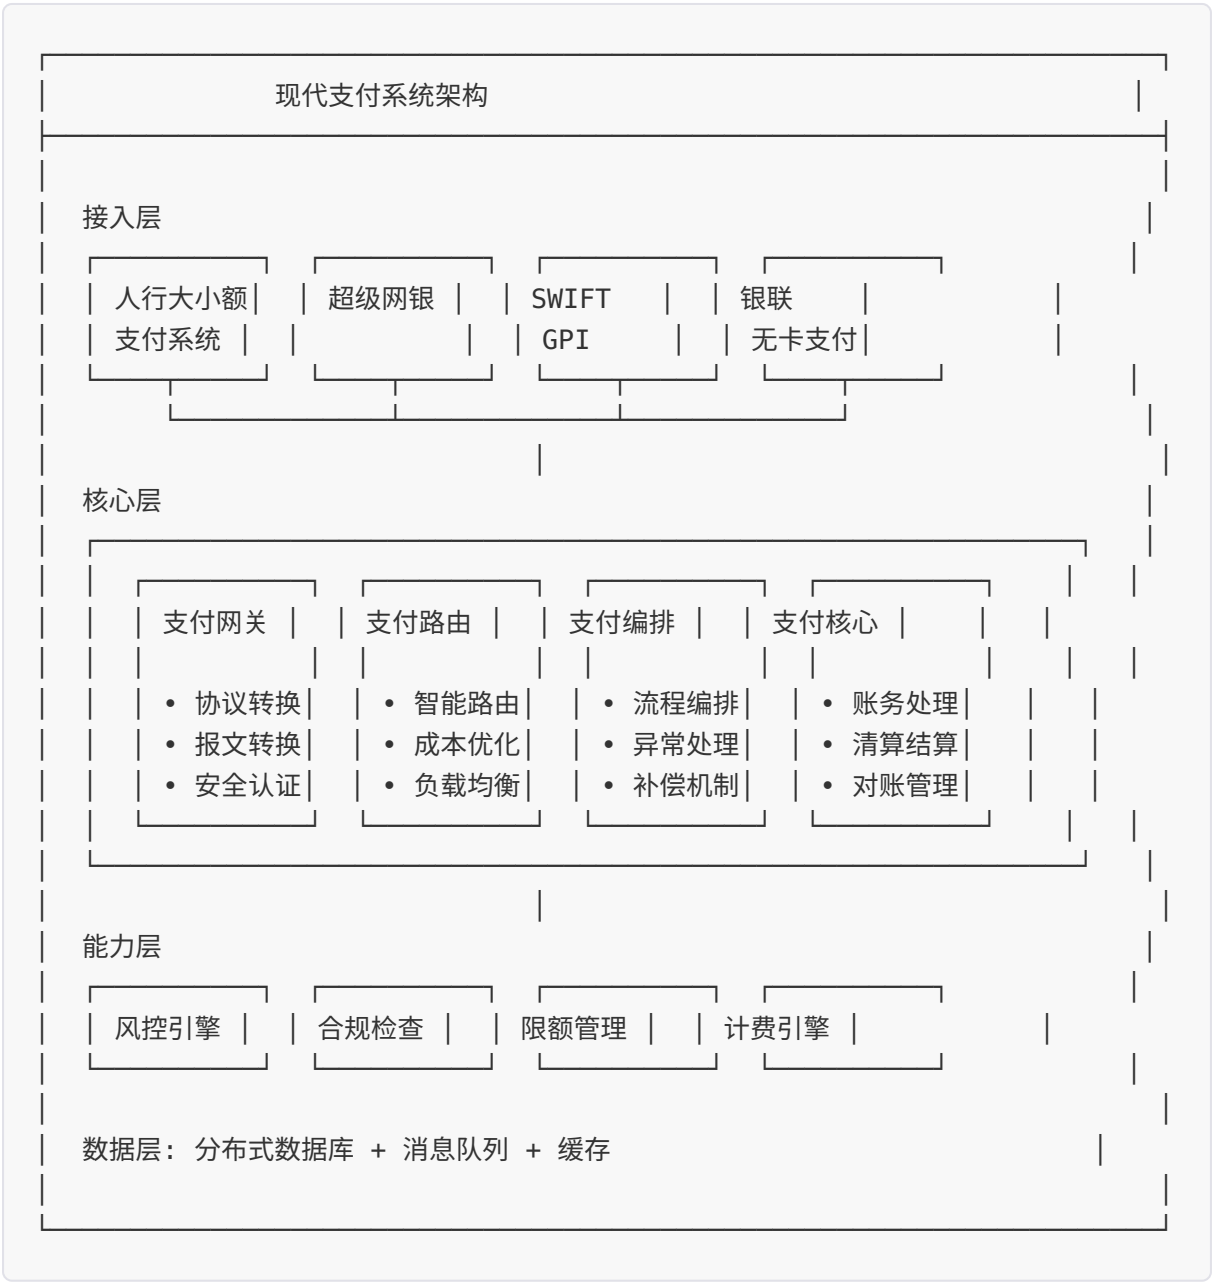 现代支付系统架构
接入层
人行大小额 超级网银 SWIFT 银联
支付系统 GPI 无卡支付
核心层
支付网关 支付路由 支付编排 支付核心
• 协议转换 • 智能路由 • 流程编排 • 账务处理
• 报文转换 • 成本优化 • 异常处理 • 清算结算
• 安全认证 • 负载均衡 • 补偿机制 • 对账管理
能力层
风控引擎 合规检查 限额管理 计费引擎
数据层: 分布式数据库 + 消息队列 + 缓存